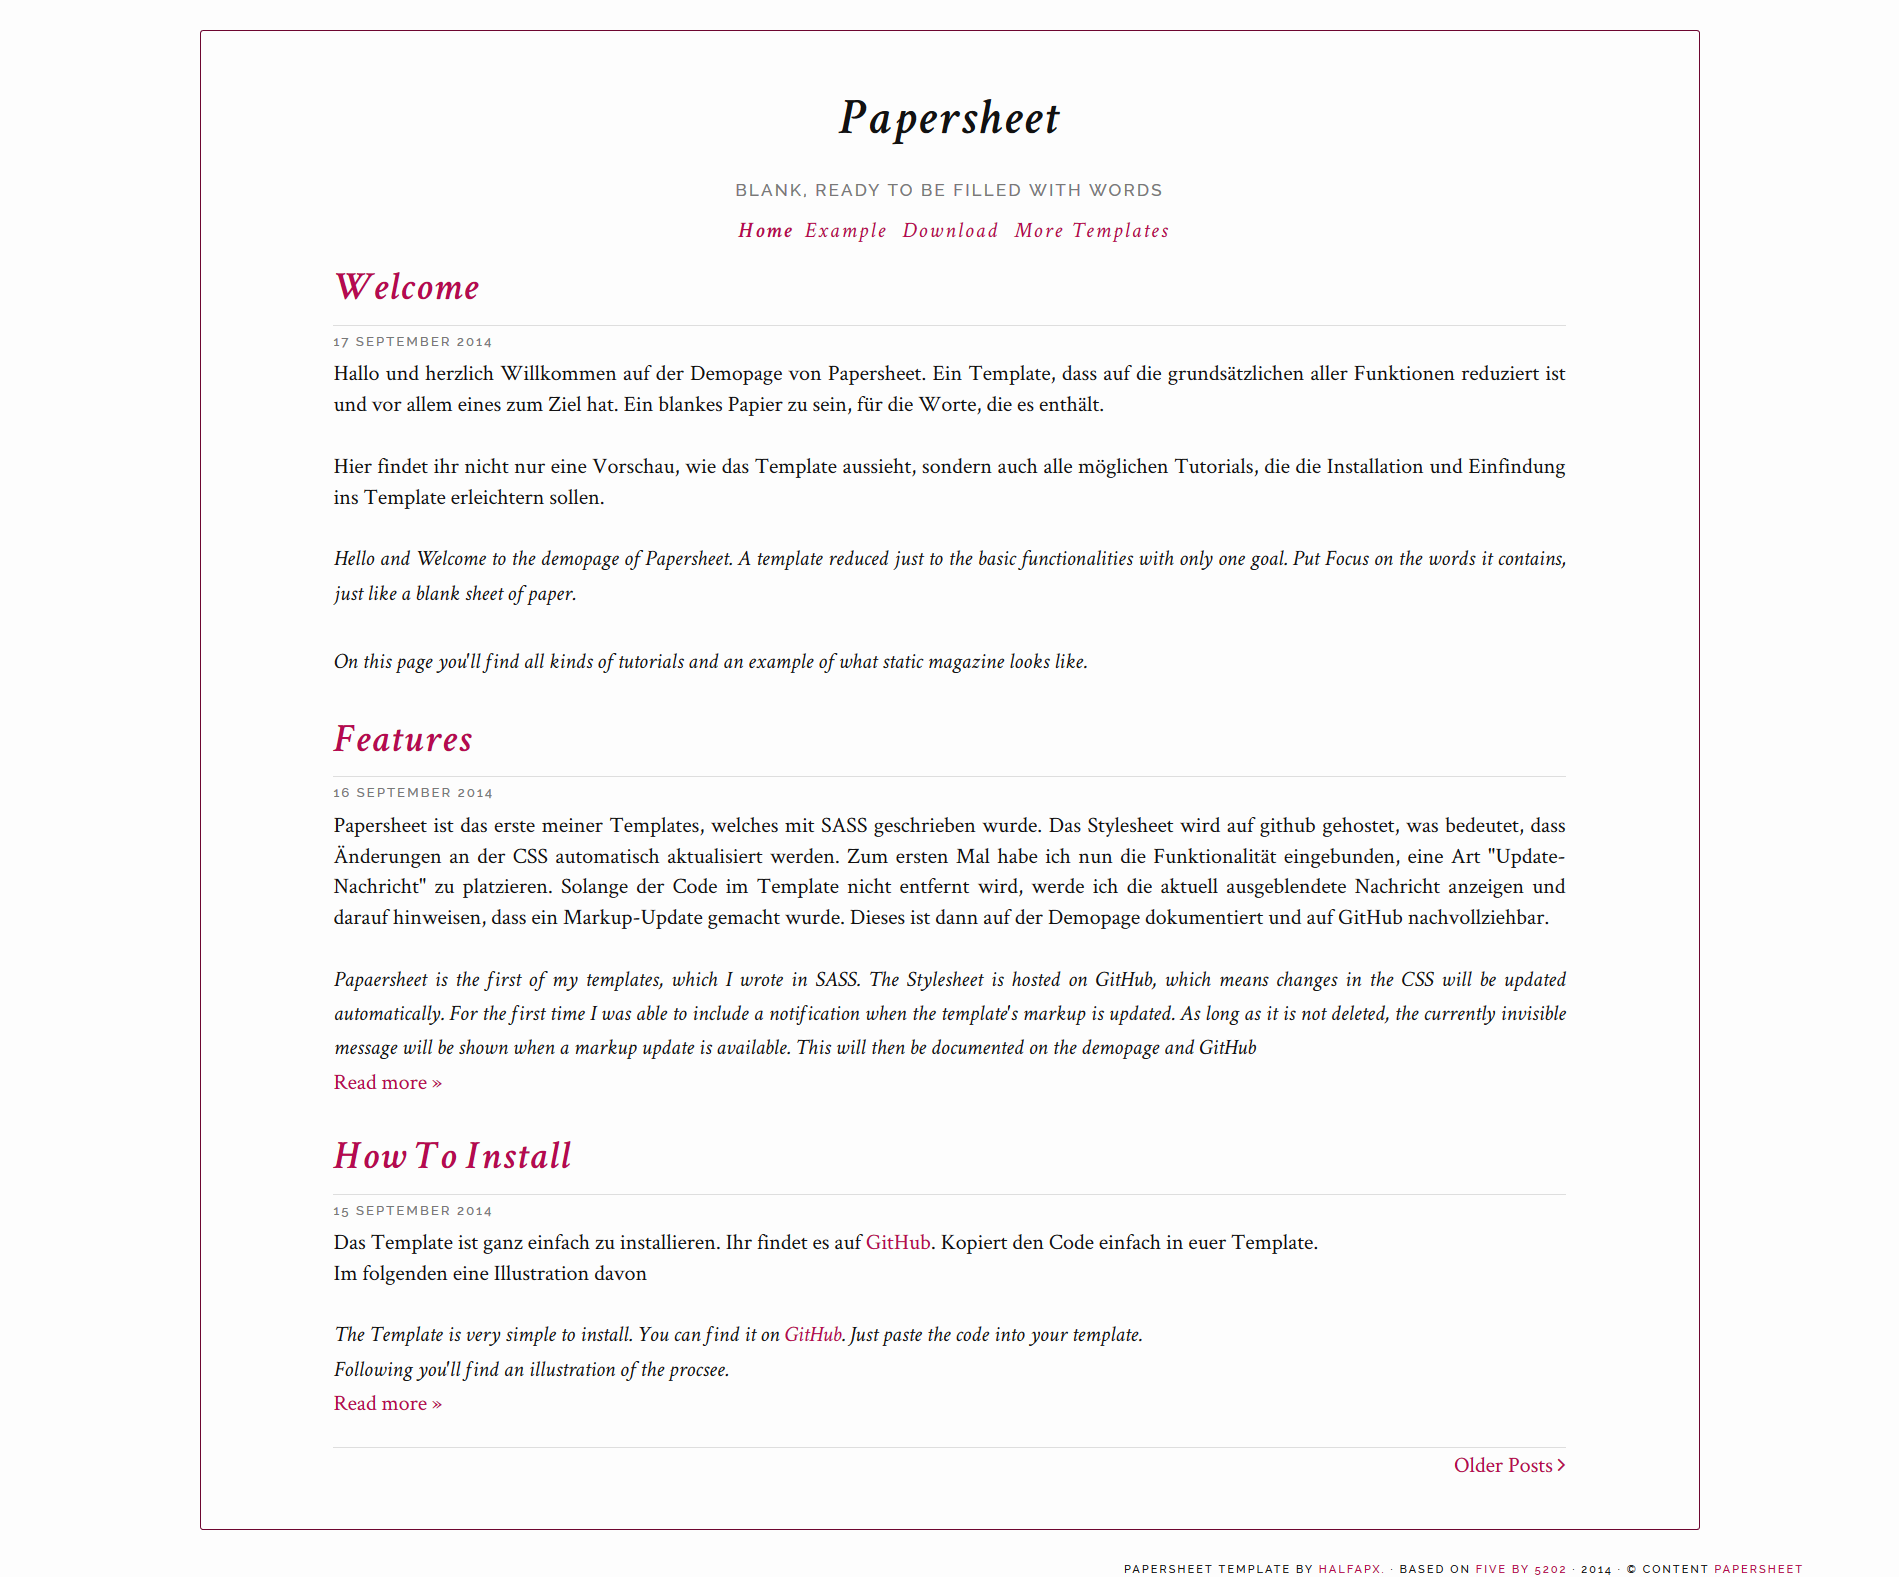 Papersheet
BLANK, READY TO BE FILLED WITH WORDS
Home Example Download More Templates
Welcome
17 SEPTEMBER 2014
Hallo und herzlich Willkommen auf der Demopage von Papersheet. Ein Template, dass auf die grundsätzlichen aller Funktionen reduziert ist
und vor allem eines zum Ziel hat. Ein blankes Papier zu sein, für die Worte, die es enthält.
Hier findet ihr nicht nur eine Vorschau, wie das Template aussieht, sondern auch alle möglichen Tutorials, die die Installation und Einfindung
ins Template erleichtern sollen.
Hello and Welcome to the demopage of Papersheet. A template reduced just to the basic functionalities with only one goal. Put Focus on the words it contains,
just like a blank sheet of paper.
On this page you'll find all kinds of tutorials and an example of what static magazine looks like.
Features
16 SEPTEMBER 2014
Papersheet ist das erste meiner Templates, welches mit SASS geschrieben wurde. Das Stylesheet wird auf github gehostet, was bedeutet, dass
Änderungen an der CSS automatisch aktualisiert werden. Zum ersten Mal habe ich nun die Funktionalität eingebunden, eine Art "Update-
Nachricht" zu platzieren. Solange der Code im Template nicht entfernt wird, werde ich die aktuell ausgeblendete Nachricht anzeigen und
darauf hinweisen, dass ein Markup-Update gemacht wurde. Dieses ist dann auf der Demopage dokumentiert und auf GitHub nachvollziehbar.
Papaersheet is the first of my templates, which I wrote in SASS. The Stylesheet is hosted on GitHub, which means changes in the CSS will be updated
automatically. For the first time I was able to include a notification when the template's markup is updated. As long as it is not deleted, the currently invisible
message will be shown when a markup update is available. This will then be documented on the demopage and GitHub
Read more »
How To Install
15 SEPTEMBER 2014
Das Template ist ganz einfach zu installieren. Ihr findet es auf GitHub. Kopiert den Code einfach in euer Template.
Im folgenden eine Illustration davon
The Template is very simple to install. You can find it on GitHub. Just paste the code into your template.
Following you'll find an illustration of the procsee.
Read more »
Older Posts >
PAPERSHEET TEMPLATE BY HALFAPX. · BASED ON FIVE BY 5202 · 2014 · © CONTENT PAPERSHEET